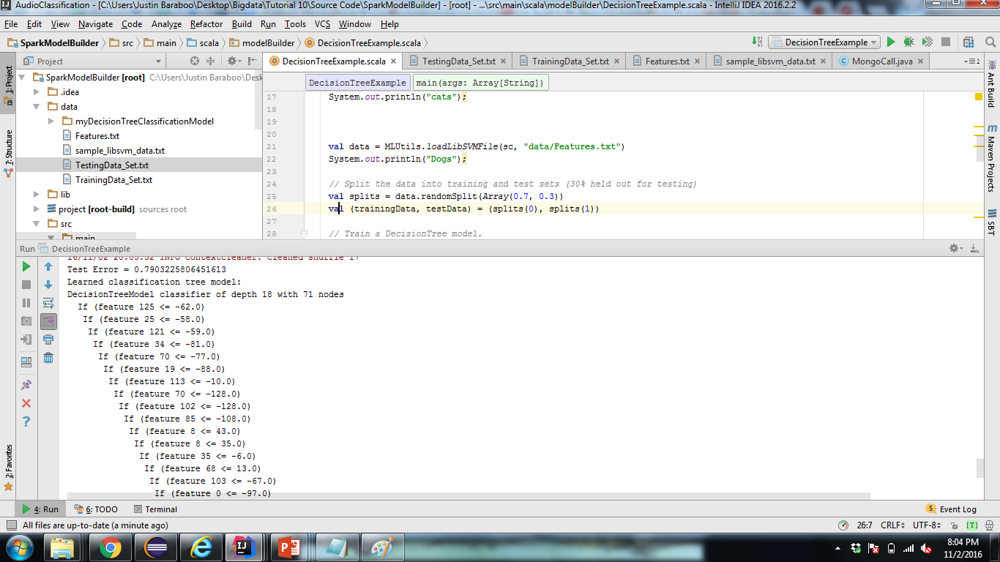 AudioClassification - [C:\Users\Justin Baraboo\Desktop\Bigdata\Tutorial 10\Source Code\SparkModelBuilder] - [root] - ...\src\main\scala\modelBuilder\DecisionTreeExample.scala - IntelliJ IDEA 2016.2.2
File Edit View Navigate Code Analyze Refactor Build Run Tools VCS Window Help
SparkModelBuilder src main scala modelBuilder DecisionTreeExample.scala DecisionTreeExample
Project DecisionTreeExample.scala TestingData_Set.txt TrainingData_Set.txt Features.txt sample_libsvm_data.txt MongoCall.java
1: Project
7: Structure
2: Favorites
SparkModelBuilder [root] C:\Users\Justin Baraboo\Desk
.idea
data
myDecisionTreeClassificationModel
Features.txt
sample_libsvm_data.txt
TestingData_Set.txt
TrainingData_Set.txt
lib
project [root-build] sources root
src
main
DecisionTreeExample main(args: Array[String])
17 System.out.println("cats");
18
19
20
21 val data = MLUtils.loadLibSVMFile(sc, "data/Features.txt")
22 System.out.println("Dogs");
23
24 // Split the data into training and test sets (30% held out for testing)
25 val splits = data.randomSplit(Array(0.7, 0.3))
26 val (trainingData, testData) = (splits(0), splits(1))
27
28 // Train a DecisionTree model.
Ant Build
Maven Projects
SBT
Run DecisionTreeExample
16/11/02 20:03:52 INFO ContextCleaner: Cleaned shuffle 17
Test Error = 0.7903225806451613
Learned classification tree model:
DecisionTreeModel classifier of depth 18 with 71 nodes
If (feature 125 <= -62.0)
If (feature 25 <= -58.0)
If (feature 121 <= -59.0)
If (feature 34 <= -81.0)
If (feature 70 <= -77.0)
If (feature 19 <= -88.0)
If (feature 113 <= -10.0)
If (feature 70 <= -128.0)
If (feature 102 <= -128.0)
If (feature 85 <= -108.0)
If (feature 8 <= 43.0)
If (feature 8 <= 35.0)
If (feature 35 <= -6.0)
If (feature 68 <= 13.0)
If (feature 103 <= -67.0)
If (feature 0 <= -97.0)
4: Run 6: TODO Terminal 5 Event Log
All files are up-to-date (a minute ago) 26:7 CRLF UTF-8 [T]
8:04 PM
11/2/2016